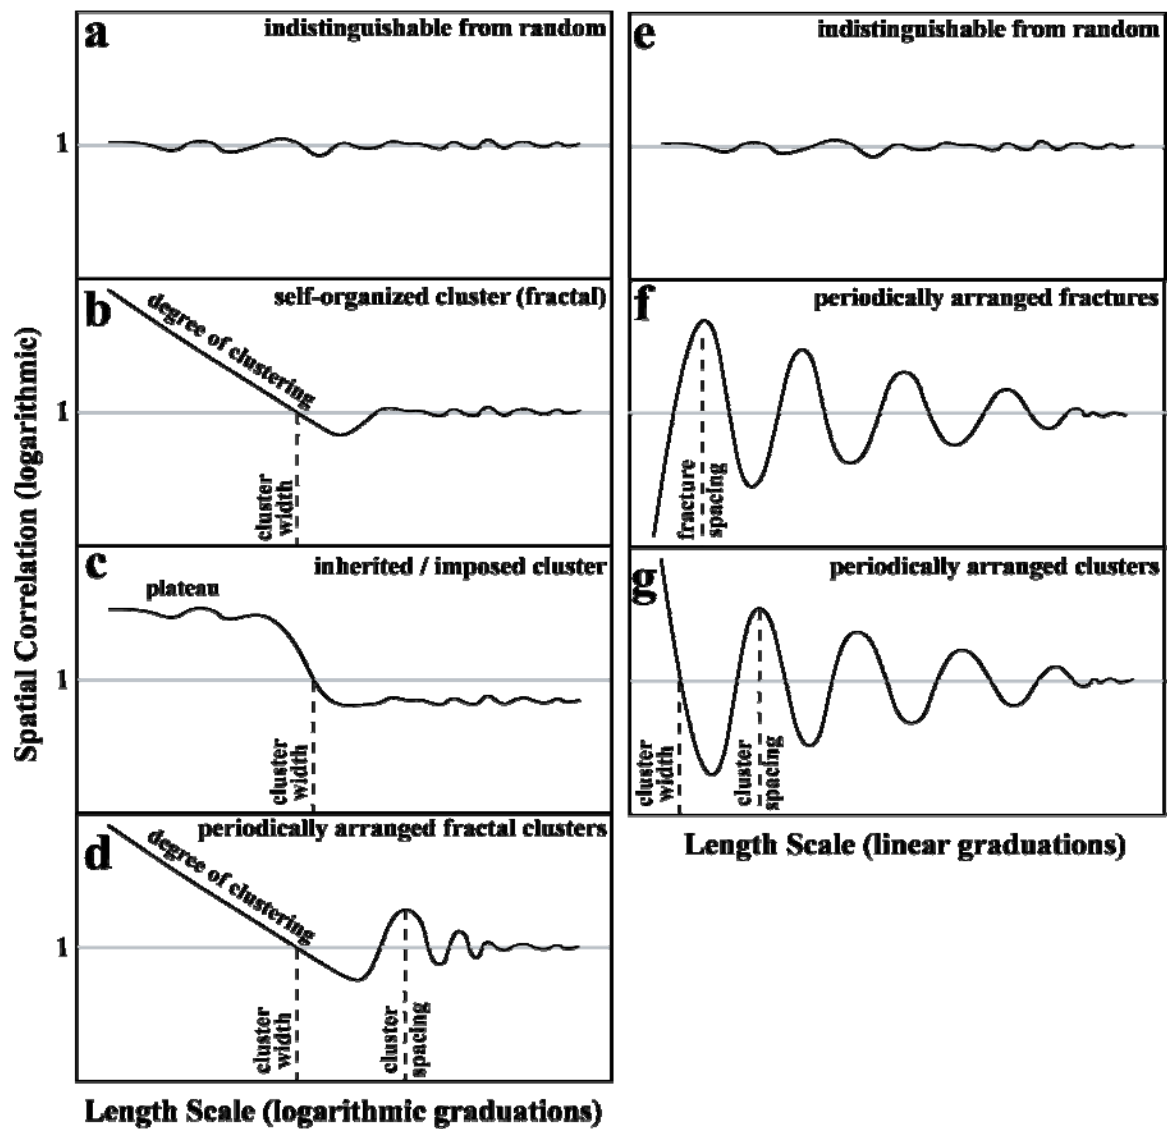 a
indistinguishable from random
1
b
self-organized cluster (fractal)
degree of clustering
1
cluster
width
c
inherited / imposed cluster
plateau
1
cluster
width
d
periodically arranged fractal clusters
degree of clustering
1
cluster
width
cluster
spacing
Spatial Correlation (logarithmic)
Length Scale (logarithmic graduations)
e
indistinguishable from random
f
periodically arranged fractures
fracture
spacing
g
periodically arranged clusters
cluster
width
cluster
spacing
Length Scale (linear graduations)